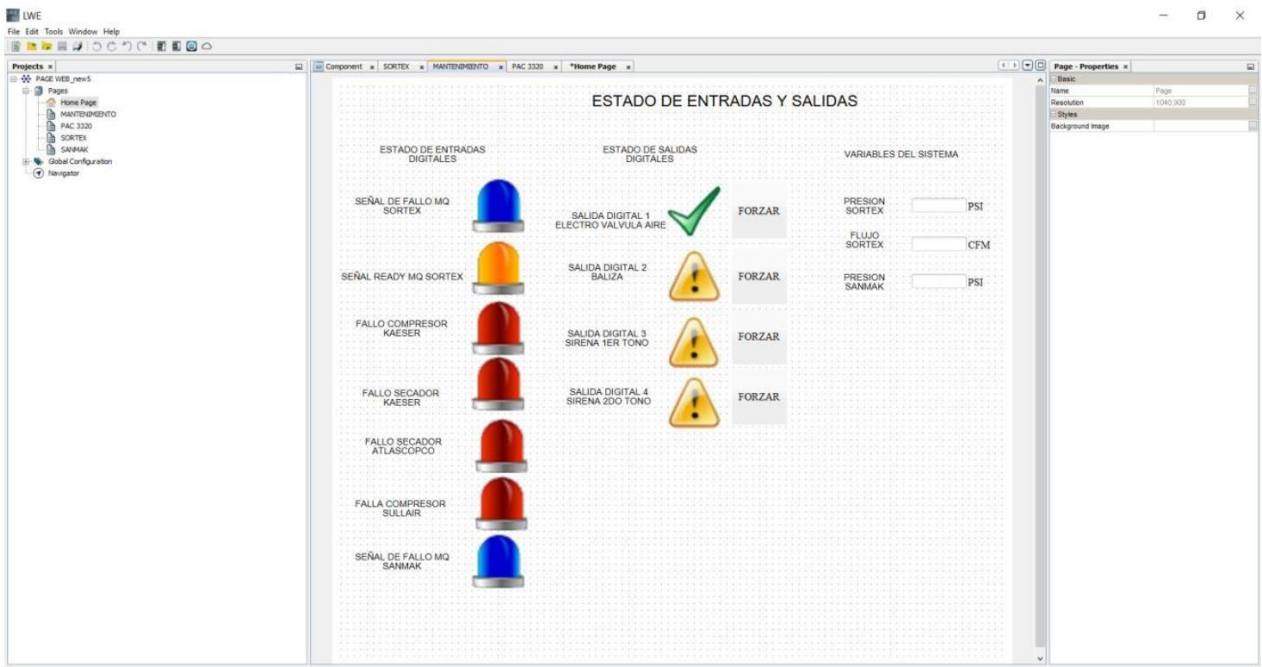 LWE
File Edit Tools Window Help
Projects
PAGE WEB_new5
Pages
Home Page
MANTENIMIENTO
PAC 3320
SORTEX
SANMAK
Global Configuration
Navigator
Component
SORTEX
MANTENIMIENTO
PAC 3320
*Home Page
ESTADO DE ENTRADAS Y SALIDAS
ESTADO DE ENTRADAS
DIGITALES
SEÑAL DE FALLO MQ
SORTEX
SEÑAL READY MQ SORTEX
FALLO COMPRESOR
KAESER
FALLO SECADOR
KAESER
FALLO SECADOR
ATLASCOPCO
FALLA COMPRESOR
SULLAIR
SEÑAL DE FALLO MQ
SANMAK
ESTADO DE SALIDAS
DIGITALES
SALIDA DIGITAL 1
ELECTRO VALVULA AIRE
FORZAR
SALIDA DIGITAL 2
BALIZA
FORZAR
SALIDA DIGITAL 3
SIRENA 1ER TONO
FORZAR
SALIDA DIGITAL 4
SIRENA 2DO TONO
FORZAR
VARIABLES DEL SISTEMA
PRESION
SORTEX
PSI
FLUJO
SORTEX
CFM
PRESION
SANMAK
PSI
Page - Properties
Basic
Name Page
Resolution 1040,900
Styles
Background Image